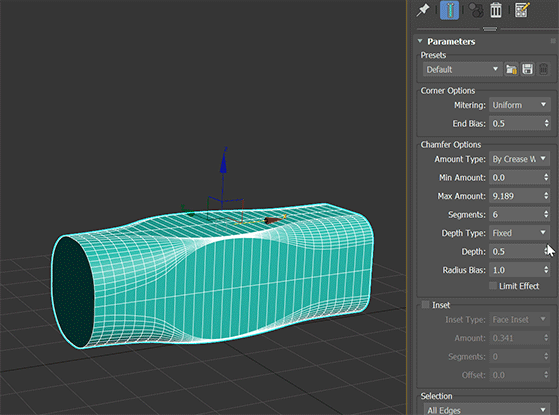 Parameters
Presets
Default
Corner Options
Mitering: Uniform
End Bias: 0.5
Chamfer Options
Amount Type: By Crease W
Min Amount: 0.0
Max Amount: 9.189
Segments: 6
Depth Type: Fixed
Depth: 0.5
Radius Bias: 1.0
Limit Effect
Inset
Inset Type: Face Inset
Amount: 0.341
Segments: 0
Offset: 0.0
Selection
All Edges